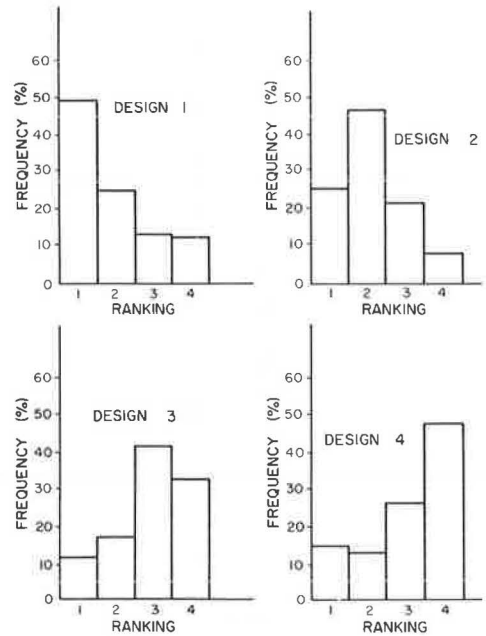 FREQUENCY (%)
60
50
40
30
20
10
0
DESIGN 1
1 2 3 4
RANKING
FREQUENCY (%)
60
50
40
30
20
10
0
DESIGN 2
1 2 3 4
RANKING
FREQUENCY (%)
60
50
40
30
20
10
0
DESIGN 3
1 2 3 4
RANKING
FREQUENCY (%)
60
50
40
30
20
10
0
DESIGN 4
1 2 3 4
RANKING